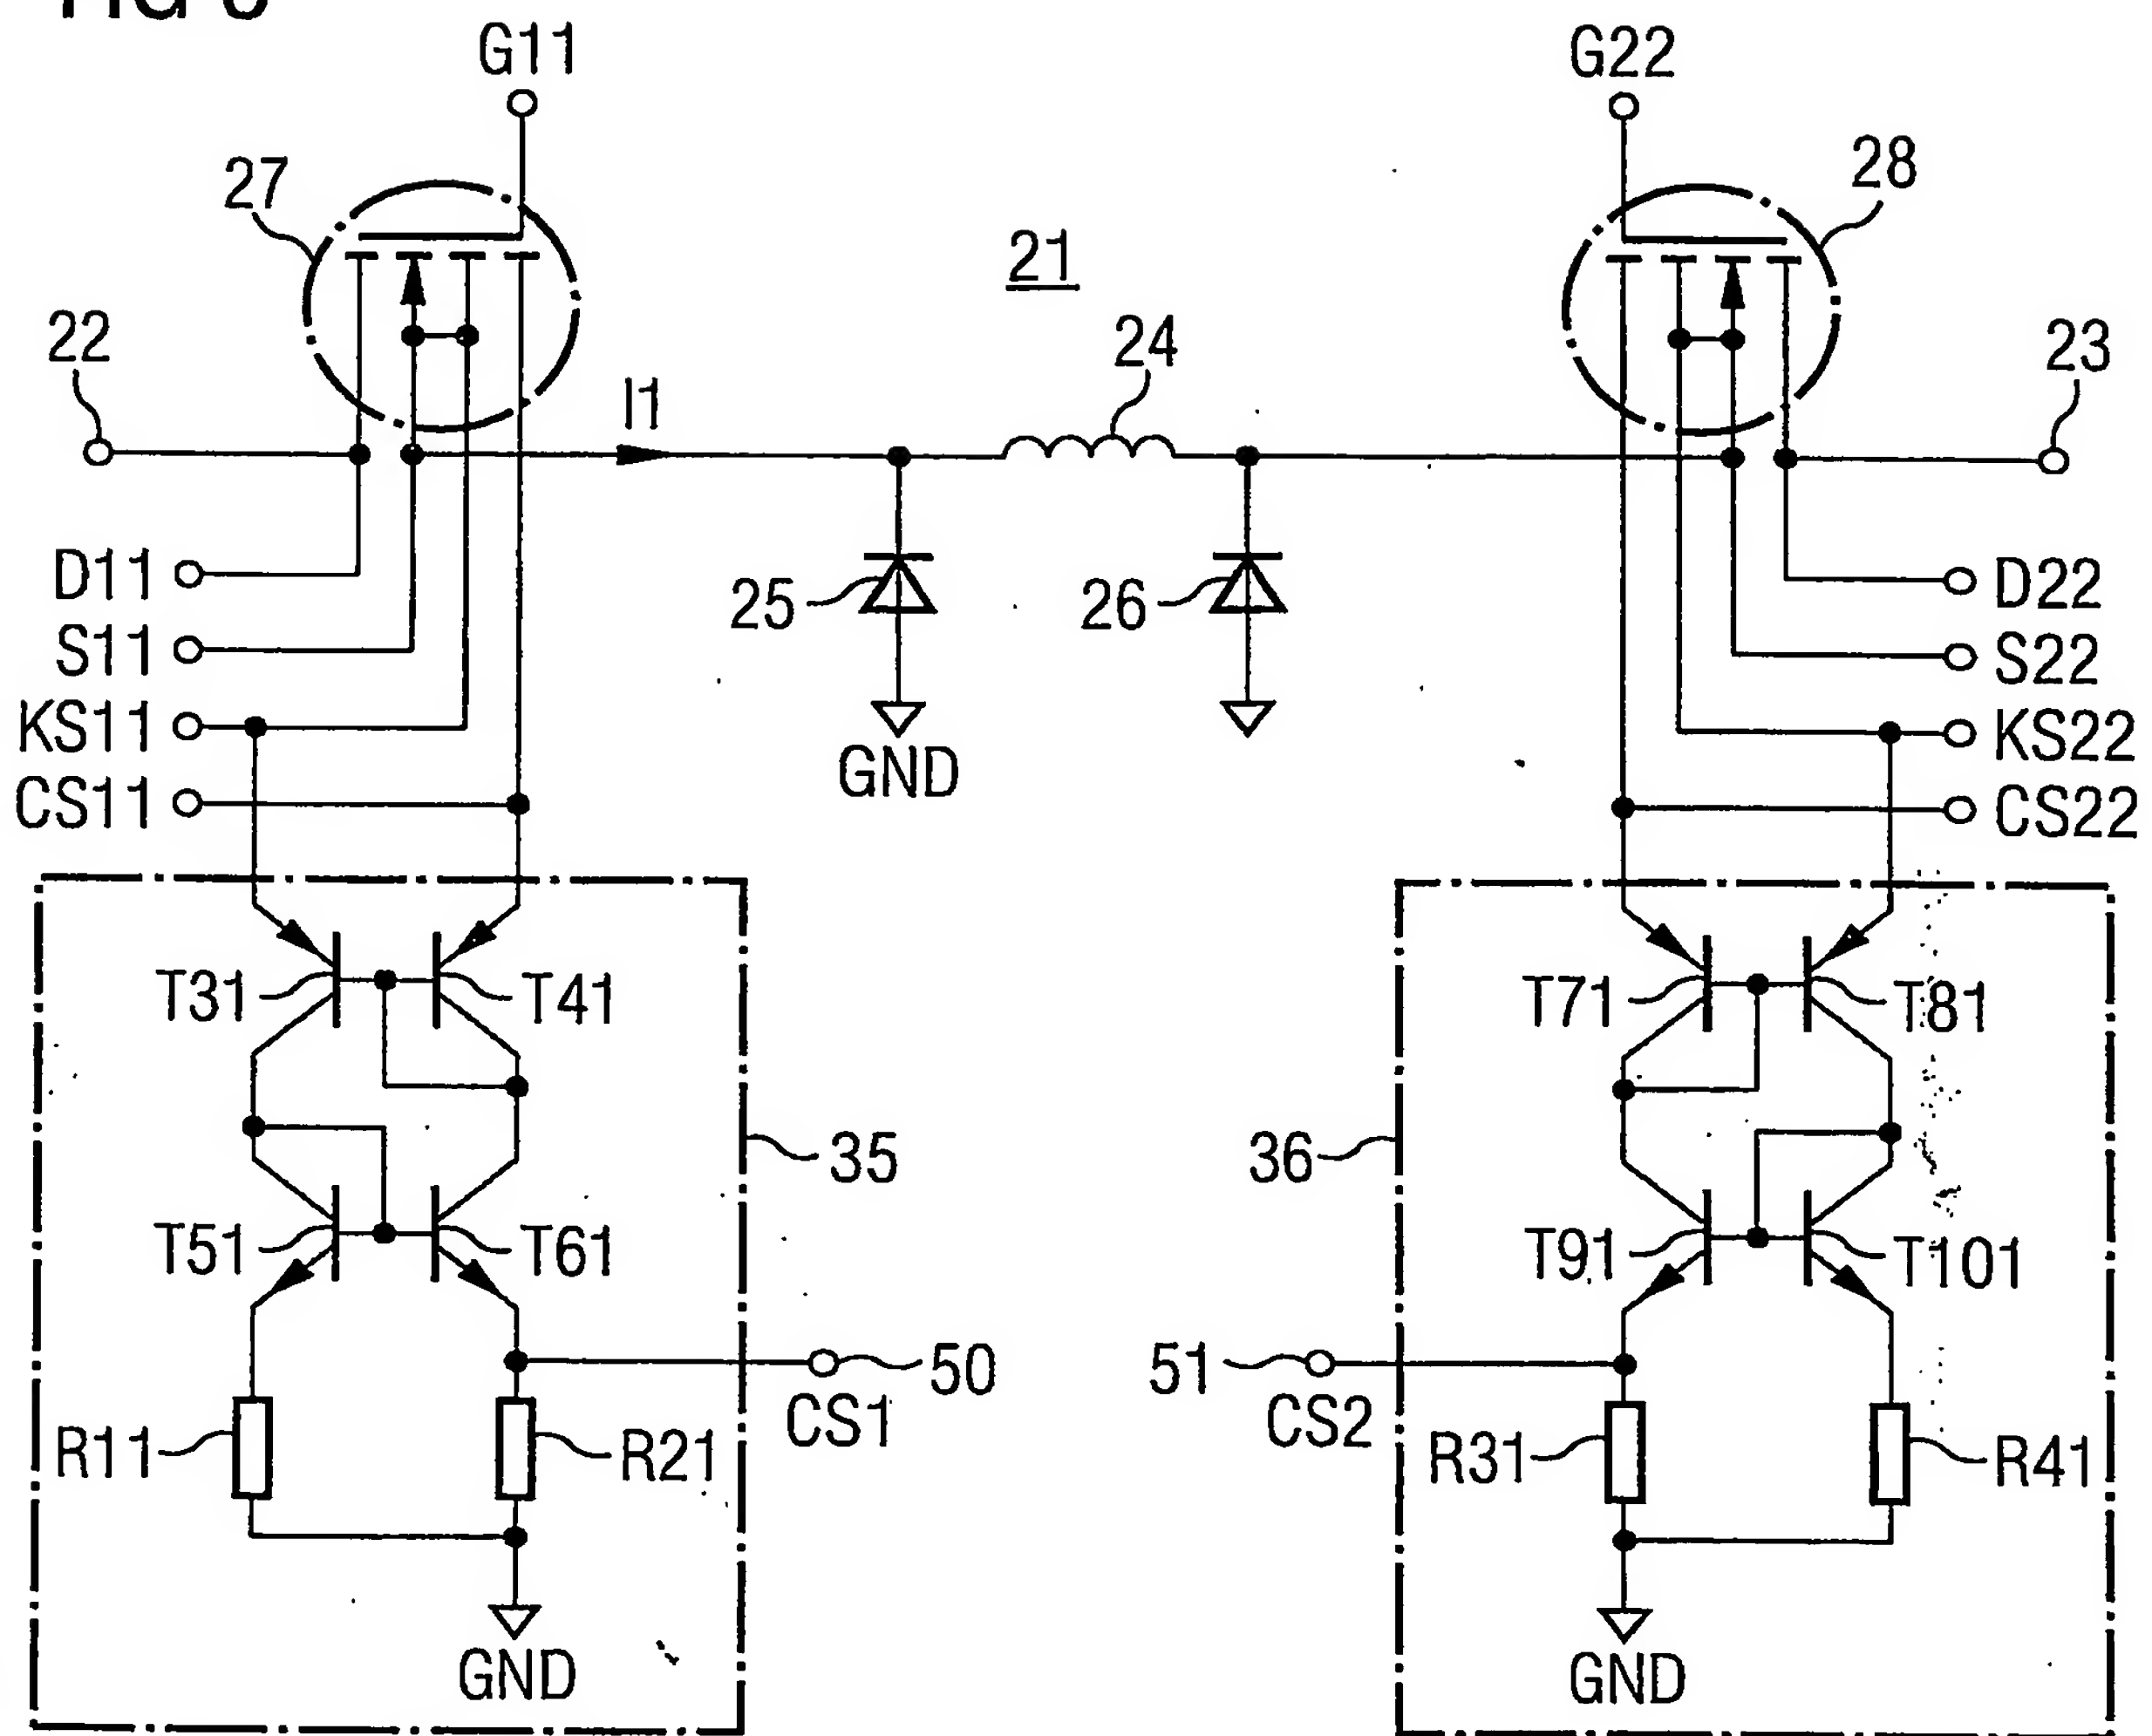 G11
G22
27
28
21
22
24
23
I1
D11
25
26
D22
S11
S22
KS11
GND
KS22
CS11
CS22
T31
T41
T71
T81
35
36
T51
T61
T91
T101
50
51
CS1
CS2
R11
R21
R31
R41
GND
GND